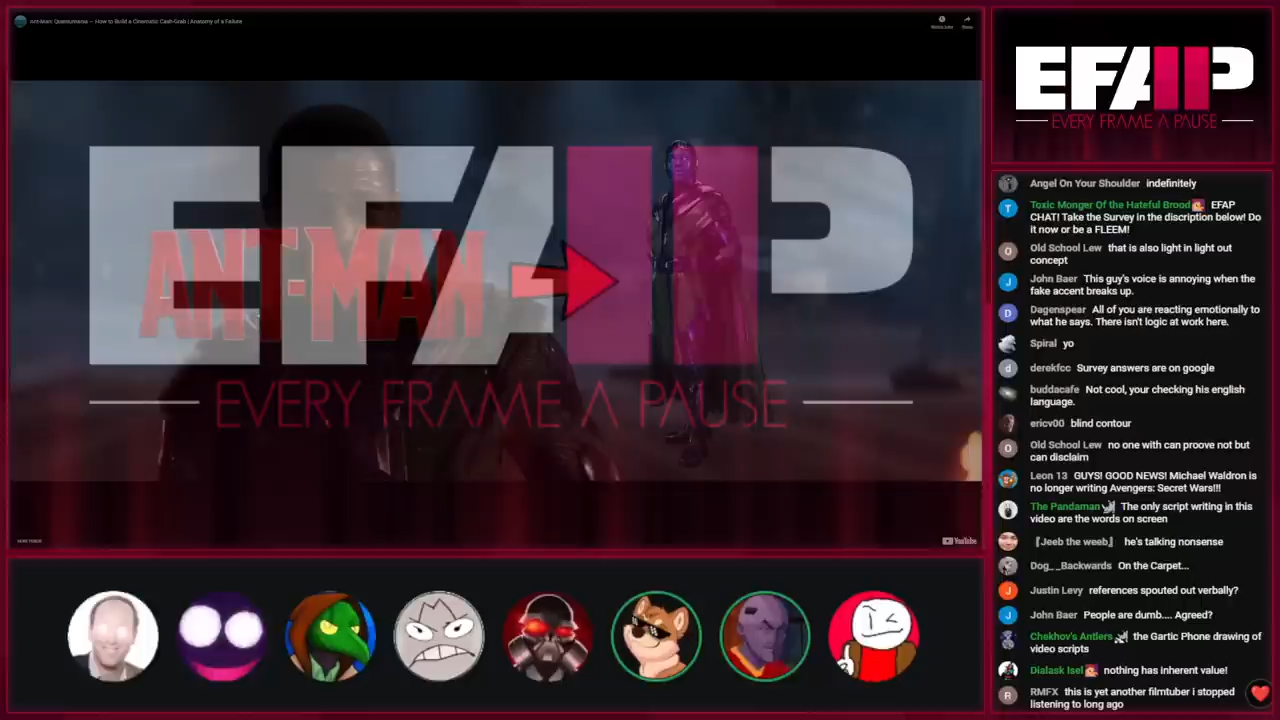 Ant-Man: Quantumania — How to Build a Cinematic Cash-Grab | Anatomy of a Failure
Watch later
Share
EFAP
EVERY FRAME A PAUSE
ANT-MAN
MORE VIDEOS
YouTube
EFAP
EVERY FRAME A PAUSE
Angel On Your Shoulder indefinitely
Toxic Monger Of the Hateful Brood EFAP
CHAT! Take the Survey in the discription below! Do
it now or be a FLEEM!
Old School Lew that is also light in light out
concept
John Baer This guy's voice is annoying when the
fake accent breaks up.
Dagenspear All of you are reacting emotionally to
what he says. There isn't logic at work here.
Spiral yo
derekfcc Survey answers are on google
buddacafe Not cool, your checking his english
language.
ericv00 blind contour
Old School Lew no one with can proove not but
can disclaim
Leon 13 GUYS! GOOD NEWS! Michael Waldron is
no longer writing Avengers: Secret Wars!!!
The Pandaman The only script writing in this
video are the words on screen
『Jeeb the weeb』 he's talking nonsense
Dog__Backwards On the Carpet...
Justin Levy references spouted out verbally?
John Baer People are dumb.... Agreed?
Chekhov's Antlers the Gartic Phone drawing of
video scripts
Dialask Isel nothing has inherent value!
RMFX this is yet another filmtuber i stopped
listening to long ago